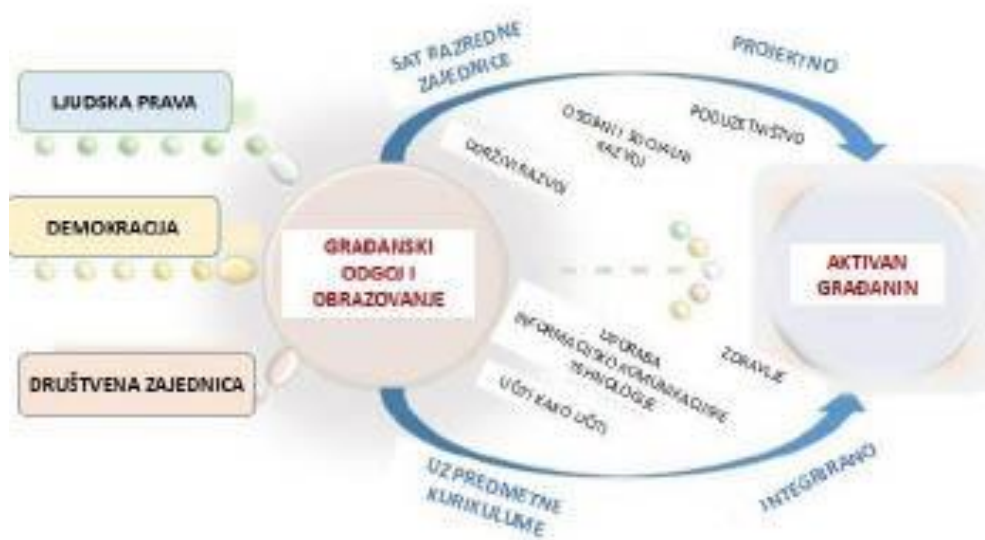 SAT RAZREDNE
ZAJEDNICE
PROJEKTNO
LJUDSKA PRAVA
DEMOKRACIJA
DRUŠTVENA ZAJEDNICA
GRAĐANSKI
ODGOJ I
OBRAZOVANJE
ODRŽIVI RAZVOJ
OSOBNI I SOCIJALNI
RAZVOJ
PODUZETNIŠTVO
UPORABA
INFORMACIJSKO KOMUNIKACIJSKE
TEHNOLOGIJE
UČITI KAKO UČITI
ZDRAVLJE
AKTIVAN
GRAĐANIN
UZ PREDMETNE
KURIKULUME
INTEGRIRANO